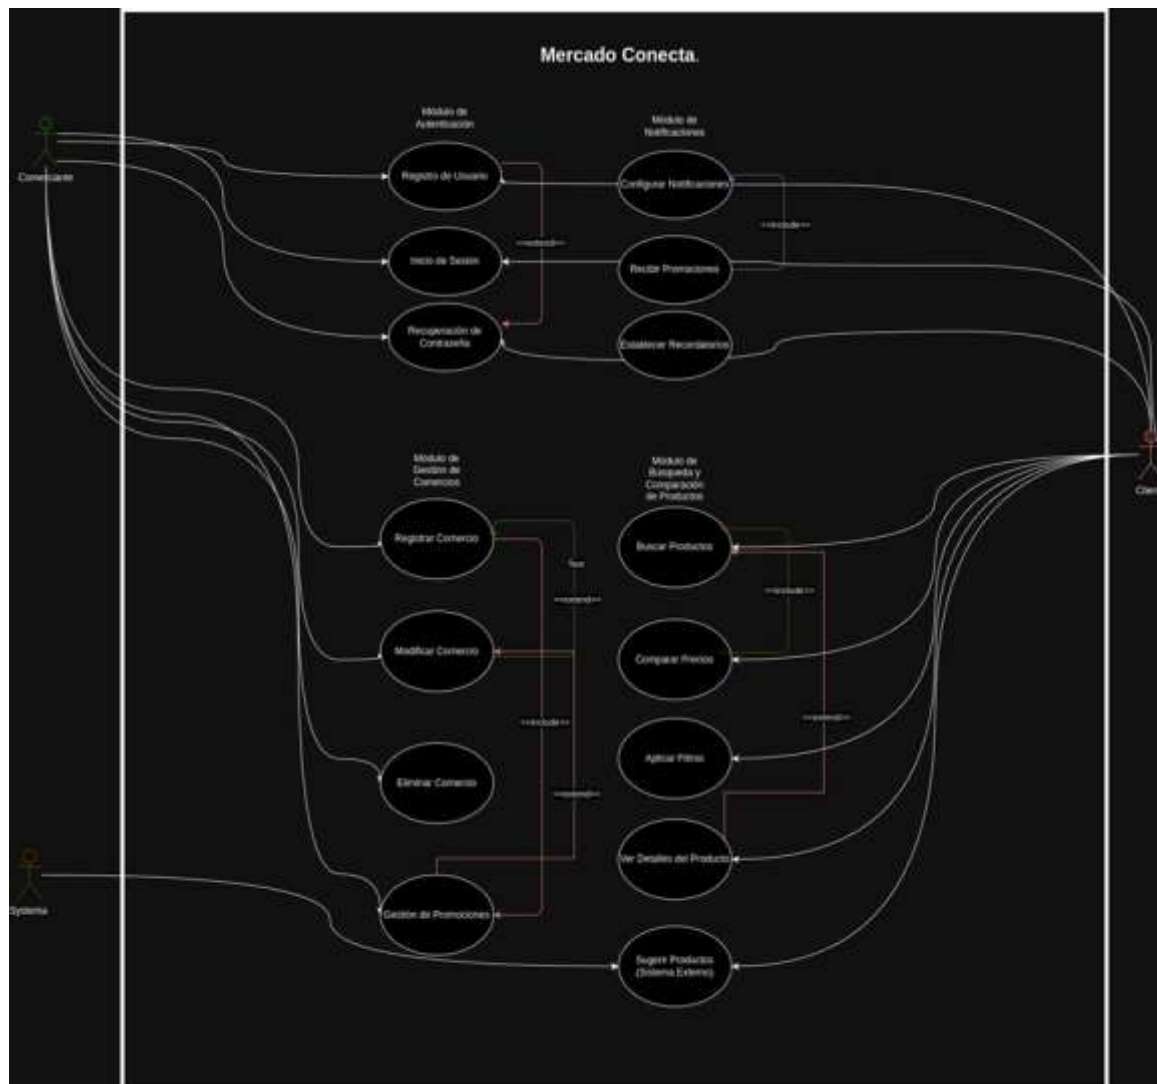 Mercado Conecta.
Módulo de
Autenticación
Módulo de
Notificaciones
Comerciante
Registro de Usuario
Configurar Notificaciones
<<include>>
<<extend>>
Inicio de Sesión
Recibir Promociones
Recuperación de
Contraseña
Establecer Recordatorios
Módulo de
Gestión de
Comercios
Módulo de
Búsqueda y
Comparación
de Productos
Registrar Comercio
Buscar Productos
Text
<<extend>>
<<include>>
Modificar Comercio
Comparar Precios
<<include>>
<<extend>>
Aplicar Filtros
Eliminar Comercio
<<extend>>
Ver Detalles del Producto
Systema
Gestión de Promociones
Sugerir Productos
(Sistema Externo)